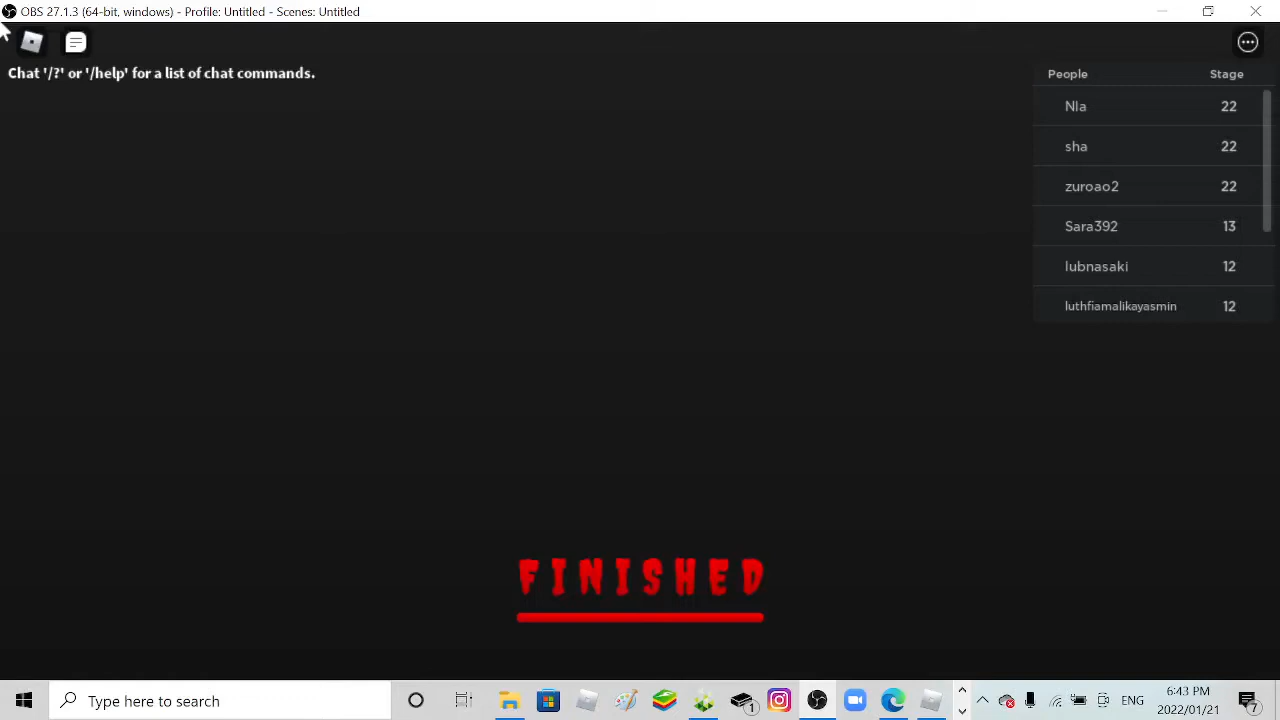 OBS 27.1.3 (64-bit, windows) - Profile: Untitled - Scenes: Untitled
Chat '/?' or '/help' for a list of chat commands.
People Stage
Nla 22
sha 22
zuroao2 22
Sara392 13
lubnasaki 12
luthfiamalikayasmin 12
FINISHED
Type here to search
1
ENG
6:43 PM
2022/01/21
7